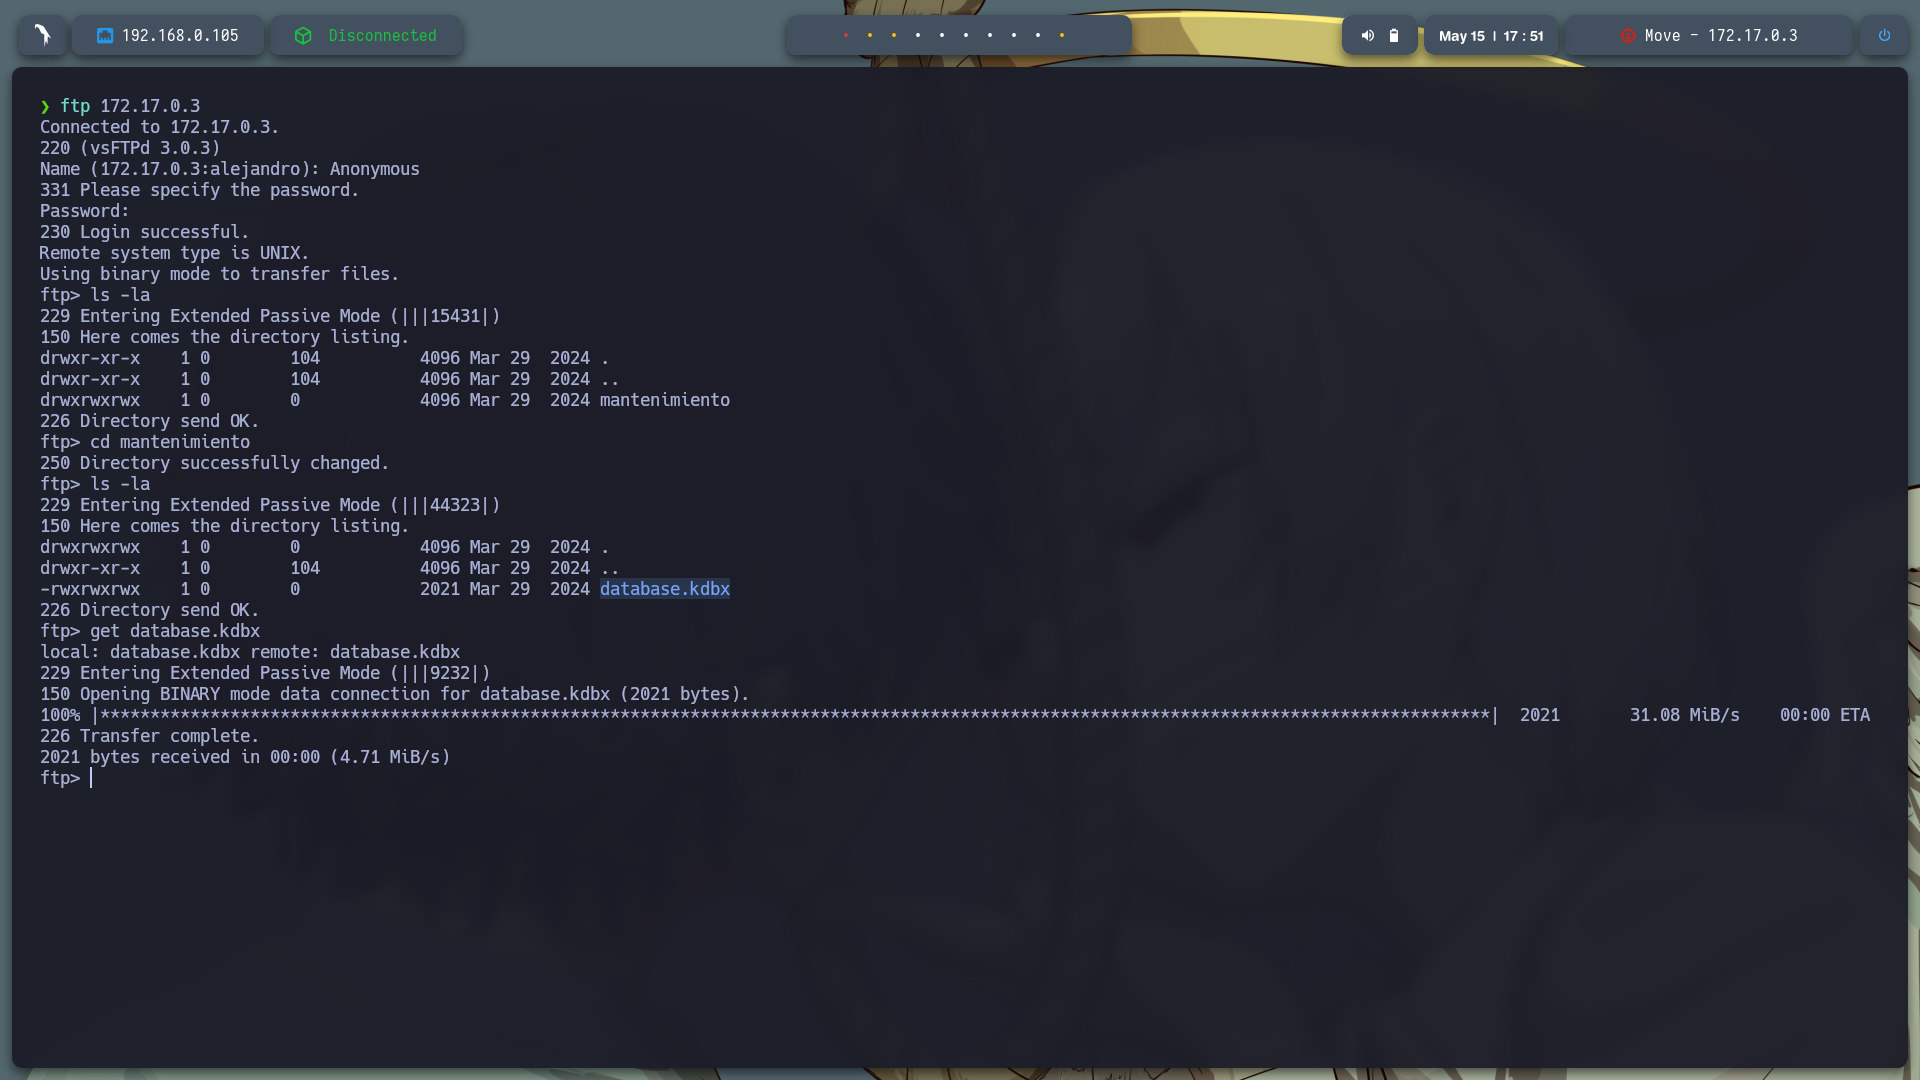 192.168.0.105
Disconnected
May 15 | 17 : 51
Move - 172.17.0.3
❯ ftp 172.17.0.3
Connected to 172.17.0.3.
220 (vsFTPd 3.0.3)
Name (172.17.0.3:alejandro): Anonymous
331 Please specify the password.
Password:
230 Login successful.
Remote system type is UNIX.
Using binary mode to transfer files.
ftp> ls -la
229 Entering Extended Passive Mode (|||15431|)
150 Here comes the directory listing.
drwxr-xr-x    1 0        104          4096 Mar 29  2024 .
drwxr-xr-x    1 0        104          4096 Mar 29  2024 ..
drwxrwxrwx    1 0        0            4096 Mar 29  2024 mantenimiento
226 Directory send OK.
ftp> cd mantenimiento
250 Directory successfully changed.
ftp> ls -la
229 Entering Extended Passive Mode (|||44323|)
150 Here comes the directory listing.
drwxrwxrwx    1 0        0            4096 Mar 29  2024 .
drwxr-xr-x    1 0        104          4096 Mar 29  2024 ..
-rwxrwxrwx    1 0        0            2021 Mar 29  2024 database.kdbx
226 Directory send OK.
ftp> get database.kdbx
local: database.kdbx remote: database.kdbx
229 Entering Extended Passive Mode (|||9232|)
150 Opening BINARY mode data connection for database.kdbx (2021 bytes).
100% |*******************************************************************************************************************************************|  2021       31.08 MiB/s    00:00 ETA
226 Transfer complete.
2021 bytes received in 00:00 (4.71 MiB/s)
ftp>